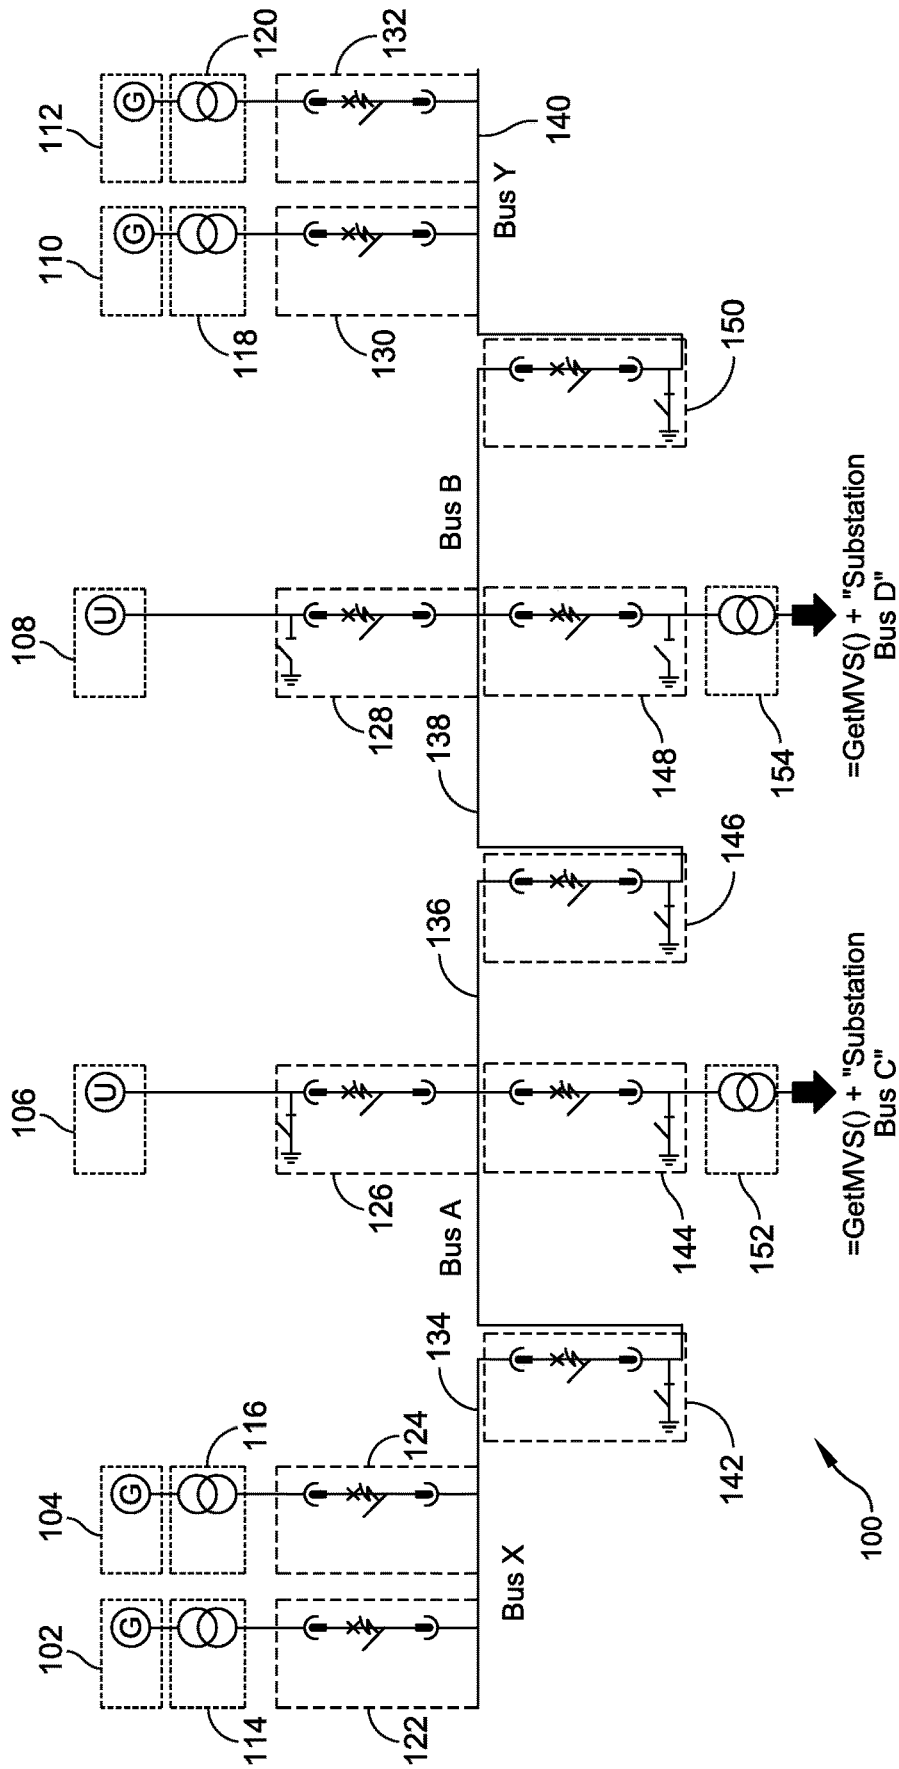 102
104
106
108
110
112
G
G
U
U
G
G
114
116
118
120
122
124
126
128
130
132
134
Bus A
136
138
Bus B
Bus X
Bus Y
140
142
144
146
148
150
152
154
=GetMVS() + "Substation
Bus C"
=GetMVS() + "Substation
Bus D"
100